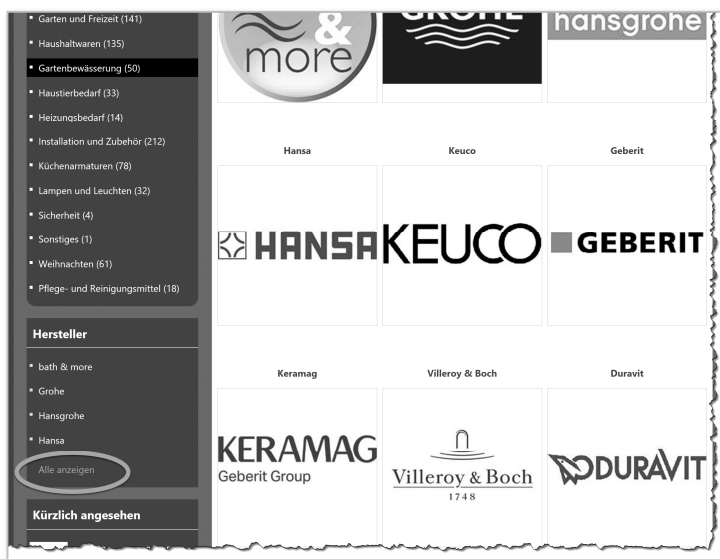 Garten und Freizeit (141)
Haushaltwaren (135)
Gartenbewässerung (50)
Haustierbedarf (33)
Heizungsbedarf (14)
Installation und Zubehör (212)
Küchenarmaturen (78)
Lampen und Leuchten (32)
Sicherheit (4)
Sonstiges (1)
Weihnachten (61)
Pflege- und Reinigungsmittel (18)
Hersteller
bath & more
Grohe
Hansgrohe
Hansa
Alle anzeigen
Kürzlich angesehen
&
more
GROHE
hansgrohe
Hansa
Keuco
Geberit
HANSA
KEUCO
GEBERIT
Keramag
Villeroy & Boch
Duravit
KERAMAG
Geberit Group
Villeroy & Boch
1748
DURAVIT